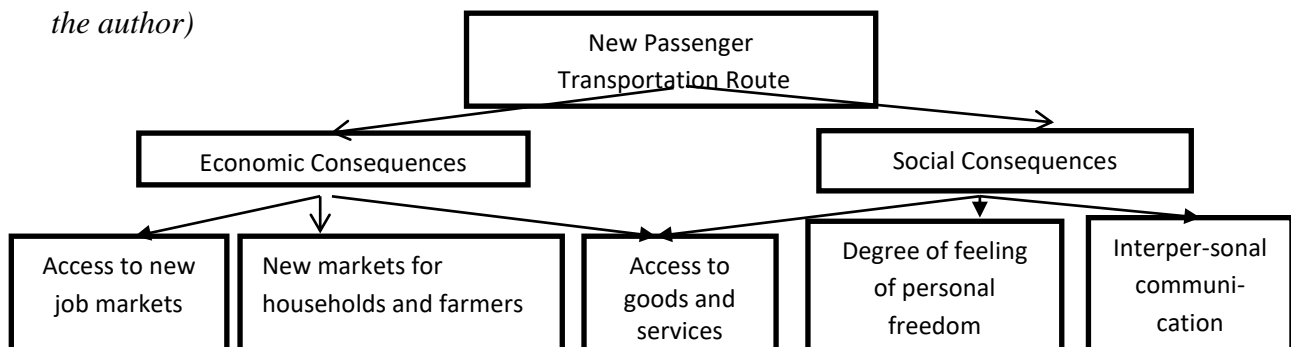 the author)
New Passenger
Transportation Route
Economic Consequences
Social Consequences
Access to new
job markets
New markets for
households and farmers
Access to
goods and
services
Degree of feeling
of personal
freedom
Interper-sonal
communi-
cation